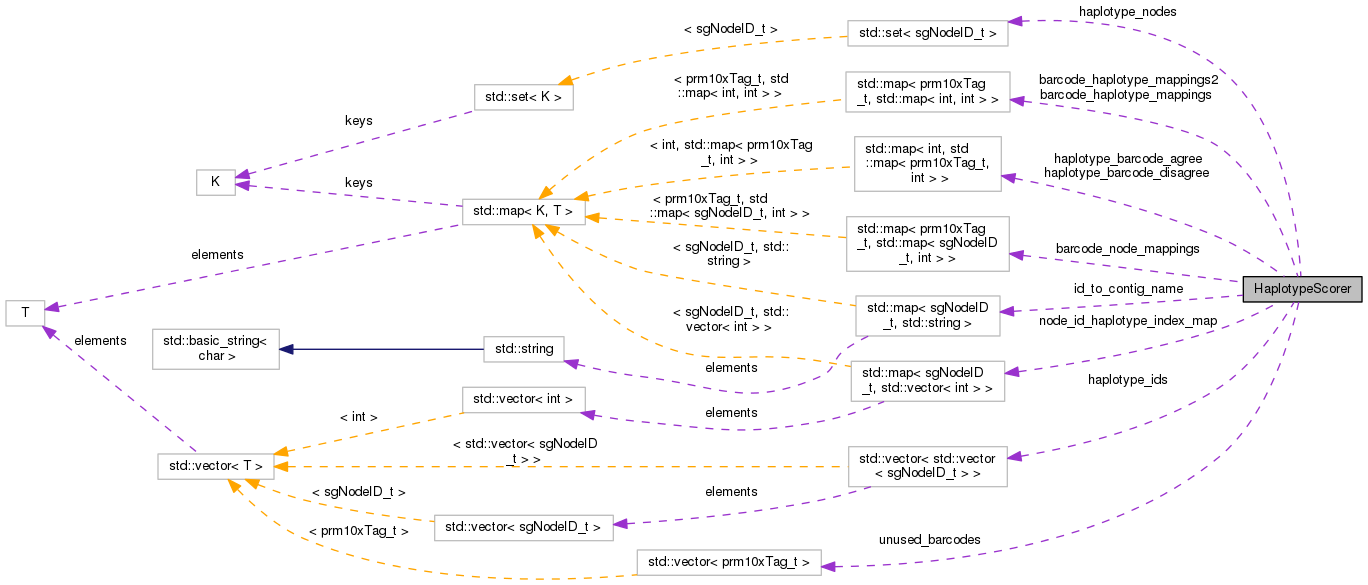 haplotype_nodes
< sgNodeID_t >
std::set< sgNodeID_t >
< prm10xTag_t, std
::map< int, int > >
std::map< prm10xTag
_t, std::map< int, int > >
barcode_haplotype_mappings2
barcode_haplotype_mappings
std::set< K >
keys
< int, std::map< prm10xTag
_t, int > >
std::map< int, std
::map< prm10xTag_t,
int > >
haplotype_barcode_agree
haplotype_barcode_disagree
K
keys
std::map< K, T >
< prm10xTag_t, std
::map< sgNodeID_t, int > >
std::map< prm10xTag
_t, std::map< sgNodeID
_t, int > >
barcode_node_mappings
elements
< sgNodeID_t, std::
string >
HaplotypeScorer
id_to_contig_name
std::map< sgNodeID
_t, std::string >
T
< sgNodeID_t, std::
vector< int > >
node_id_haplotype_index_map
elements
std::basic_string<
char >
std::string
elements
std::map< sgNodeID
_t, std::vector< int > >
haplotype_ids
std::vector< int >
< int >
elements
< std::vector< sgNodeID
_t > >
std::vector< T >
std::vector< std::vector
< sgNodeID_t > >
elements
< sgNodeID_t >
std::vector< sgNodeID_t >
< prm10xTag_t >
unused_barcodes
std::vector< prm10xTag_t >